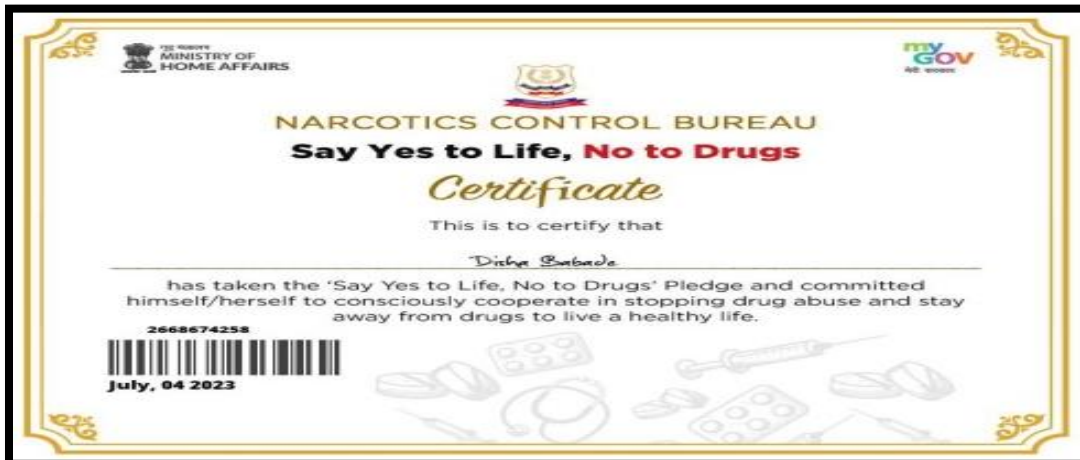 MINISTRY OF
HOME AFFAIRS
my
GOV
मेरी सरकार
NARCOTICS CONTROL BUREAU
Say Yes to Life, No to Drugs
Certificate
This is to certify that
Disha Babade
has taken the 'Say Yes to Life, No to Drugs' Pledge and committed
himself/herself to consciously cooperate in stopping drug abuse and stay
away from drugs to live a healthy life.
2668674258
July, 04 2023